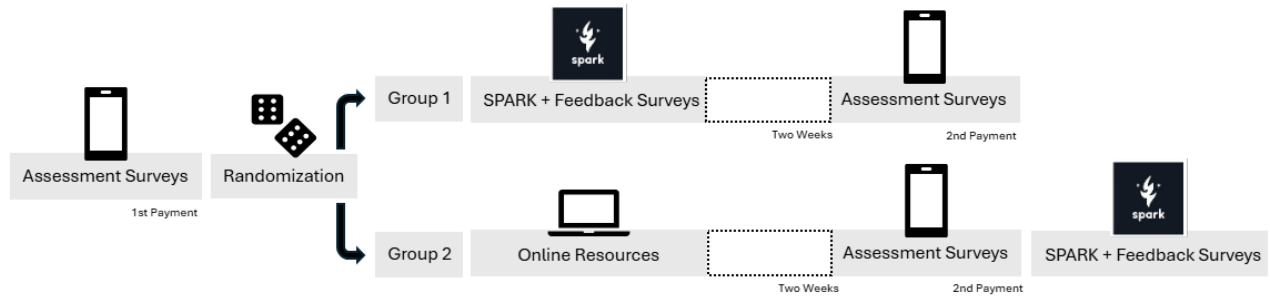 spark
Group 1
SPARK + Feedback Surveys
Assessment Surveys
Two Weeks
2nd Payment
Assessment Surveys
Randomization
1st Payment
spark
Group 2
Online Resources
Assessment Surveys
SPARK + Feedback Surveys
Two Weeks
2nd Payment